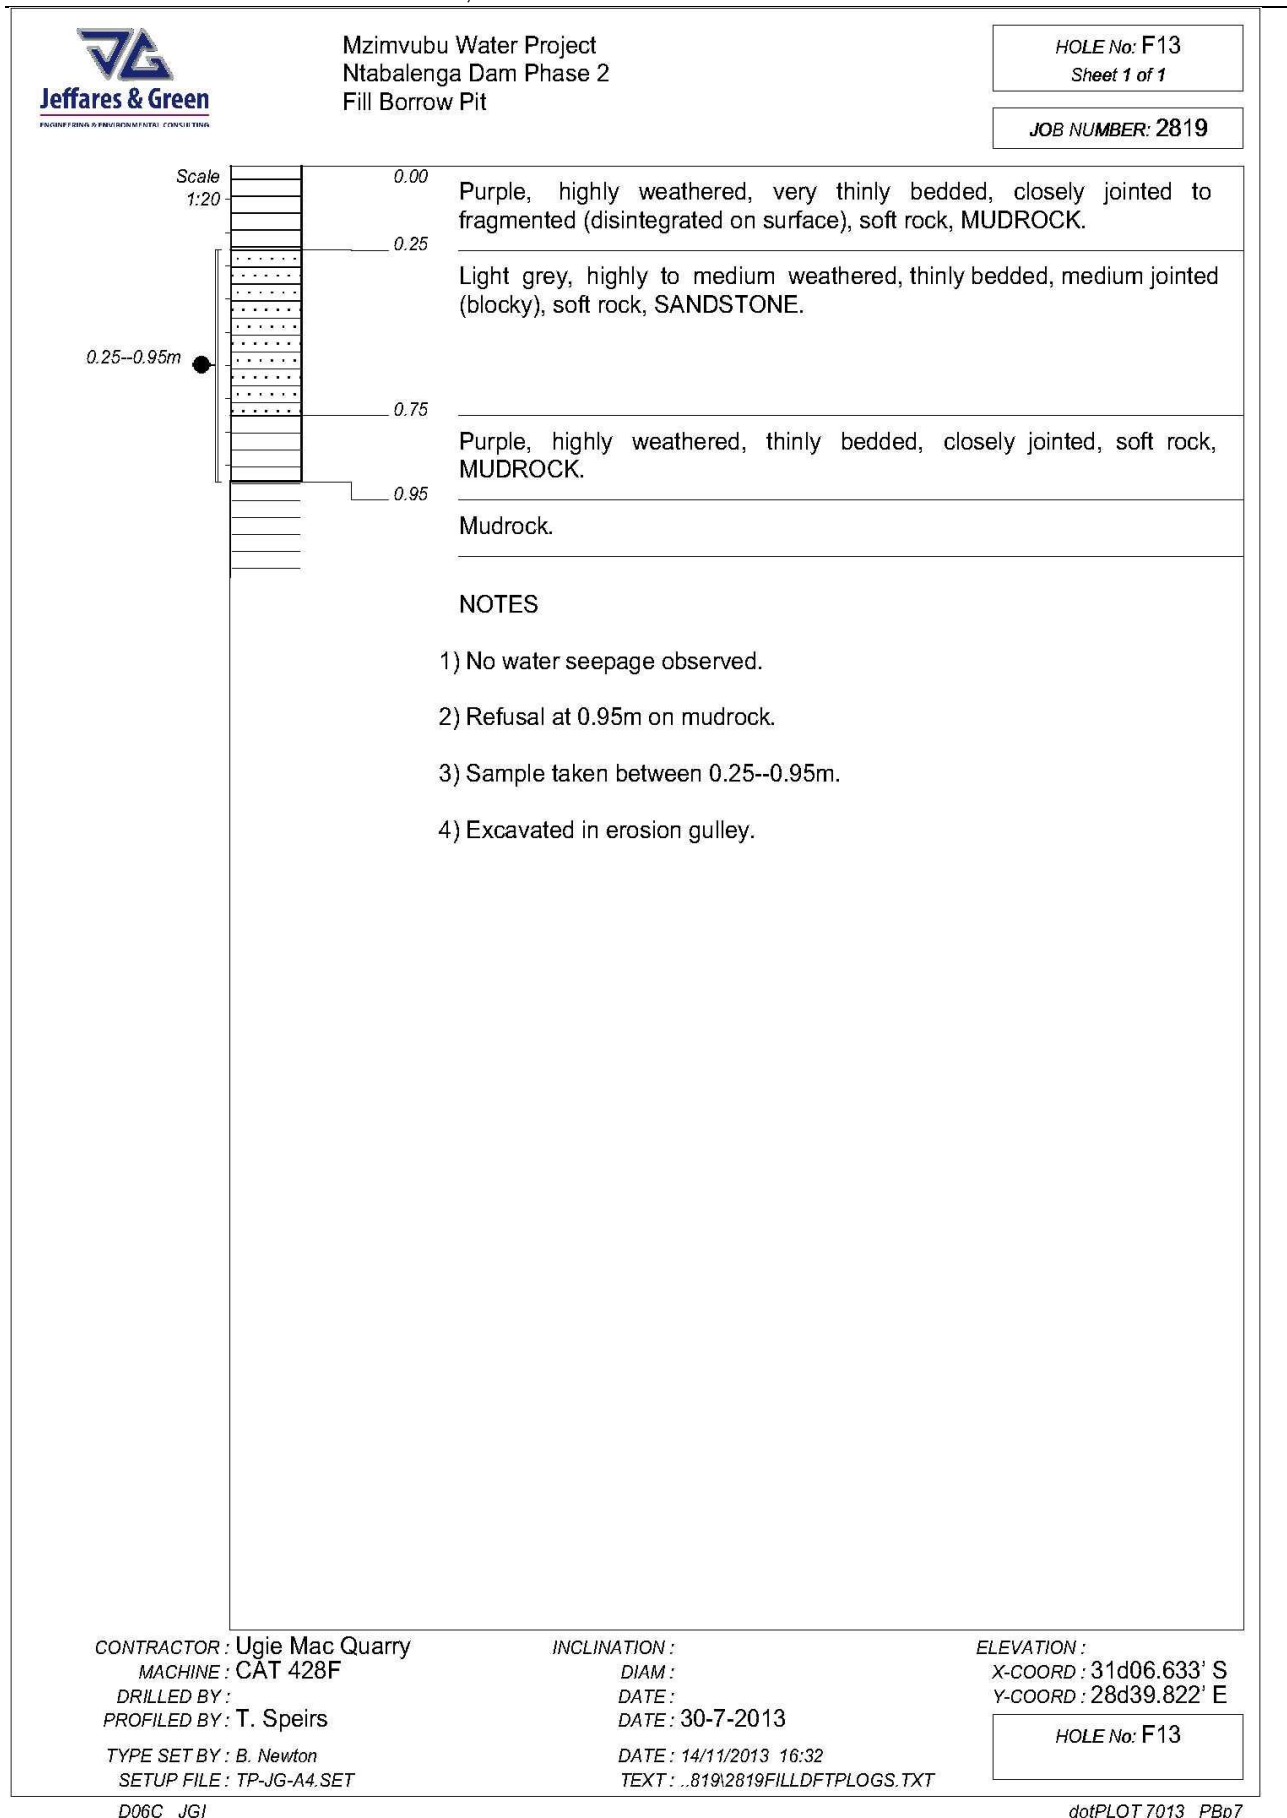 Jeffares & Green
ENGINEERING & ENVIRONMENTAL CONSULTING
Mzimvubu Water Project
Ntabalenga Dam Phase 2
Fill Borrow Pit
HOLE No: F13
Sheet 1 of 1
JOB NUMBER: 2819
Scale
1:20
0.00
Purple, highly weathered, very thinly bedded, closely jointed to
fragmented (disintegrated on surface), soft rock, MUDROCK.
0.25
Light grey, highly to medium weathered, thinly bedded, medium jointed
(blocky), soft rock, SANDSTONE.
0.25--0.95m
0.75
Purple, highly weathered, thinly bedded, closely jointed, soft rock,
MUDROCK.
0.95
Mudrock.
NOTES
1) No water seepage observed.
2) Refusal at 0.95m on mudrock.
3) Sample taken between 0.25--0.95m.
4) Excavated in erosion gulley.
CONTRACTOR : Ugie Mac Quarry
MACHINE : CAT 428F
DRILLED BY :
PROFILED BY : T. Speirs
TYPE SET BY : B. Newton
SETUP FILE : TP-JG-A4.SET
INCLINATION :
DIAM :
DATE :
DATE : 30-7-2013
DATE : 14/11/2013 16:32
TEXT : ..819\2819FILLDFTPLOGS.TXT
ELEVATION :
X-COORD : 31d06.633' S
Y-COORD : 28d39.822' E
HOLE No: F13
D06C JGI
dotPLOT 7013 PBp7